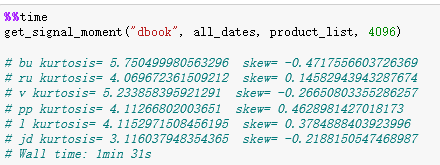 %%time
get_signal_moment("dbook", all_dates, product_list, 4096)
# bu kurtosis= 5.750499980563296 skew= -0.4717556603726369
# ru kurtosis= 4.069672361509212 skew= 0.14582943943287674
# v kurtosis= 5.233858395921291 skew= -0.26650803355286257
# pp kurtosis= 4.11266802003651 skew= 0.4628981427018173
# l kurtosis= 4.1152971508456195 skew= 0.3784888403923996
# jd kurtosis= 3.116037948354365 skew= -0.2188150547468987
# Wall time: 1min 31s